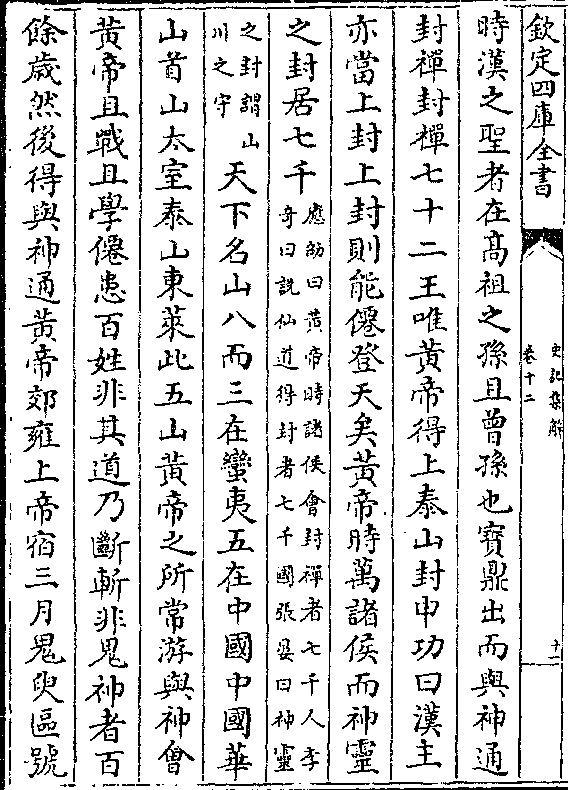 欽定四庫全書
史記集解
卷十二
十一
時漢之聖者在髙祖之孫且曾孫也寳鼎出而與神通
封禪封禪七十二王唯黄帝得上泰山封申功曰漢主
亦當上封上封則能僊登天矣黄帝時萬諸侯而神靈
之封居七千應劭曰黄帝時諸侯會封禪者七千人李
竒曰説仙道得封者七千國張晏曰神靈
之封謂山
川之守天下名山八而三在蠻夷五在中國中國華
山首山太室泰山東萊此五山黄帝之所常游與神會
黄帝且戰且學僊患百姓非其道乃斷斬非鬼神者百
餘歳然後得與神通黄帝郊雍上帝宿三月鬼臾區號